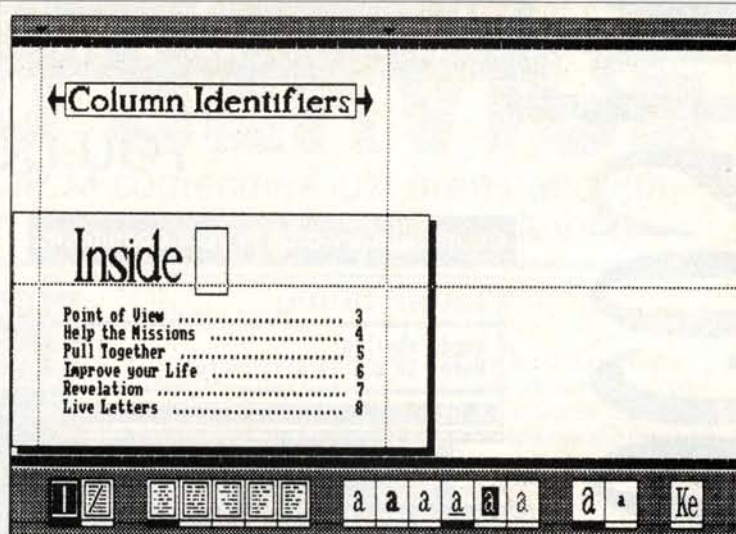 Column Identifiers
Inside
Point of View ........................ 3
Help the Missions ........................ 4
Pull Together ........................ 5
Improve your Life ........................ 6
Revelation ........................ 7
Live Letters ........................ 8
a a a a a a a a Ke